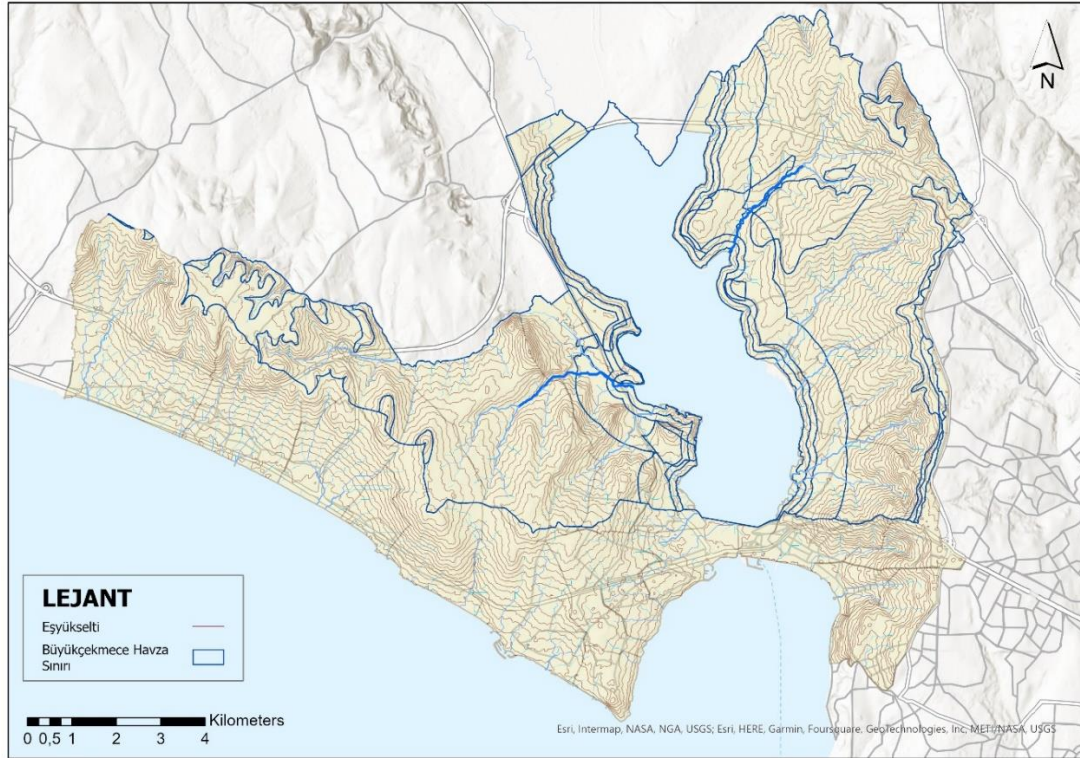 N
LEJANT
Eşyükselti
Büyükçekmece Havza
Sınırı
Kilometers
0 0,5 1 2 3 4
Esri, Intermap, NASA, NGA, USGS; Esri, HERE, Garmin, Foursquare, GeoTechnologies, Inc, METI/NASA, USGS